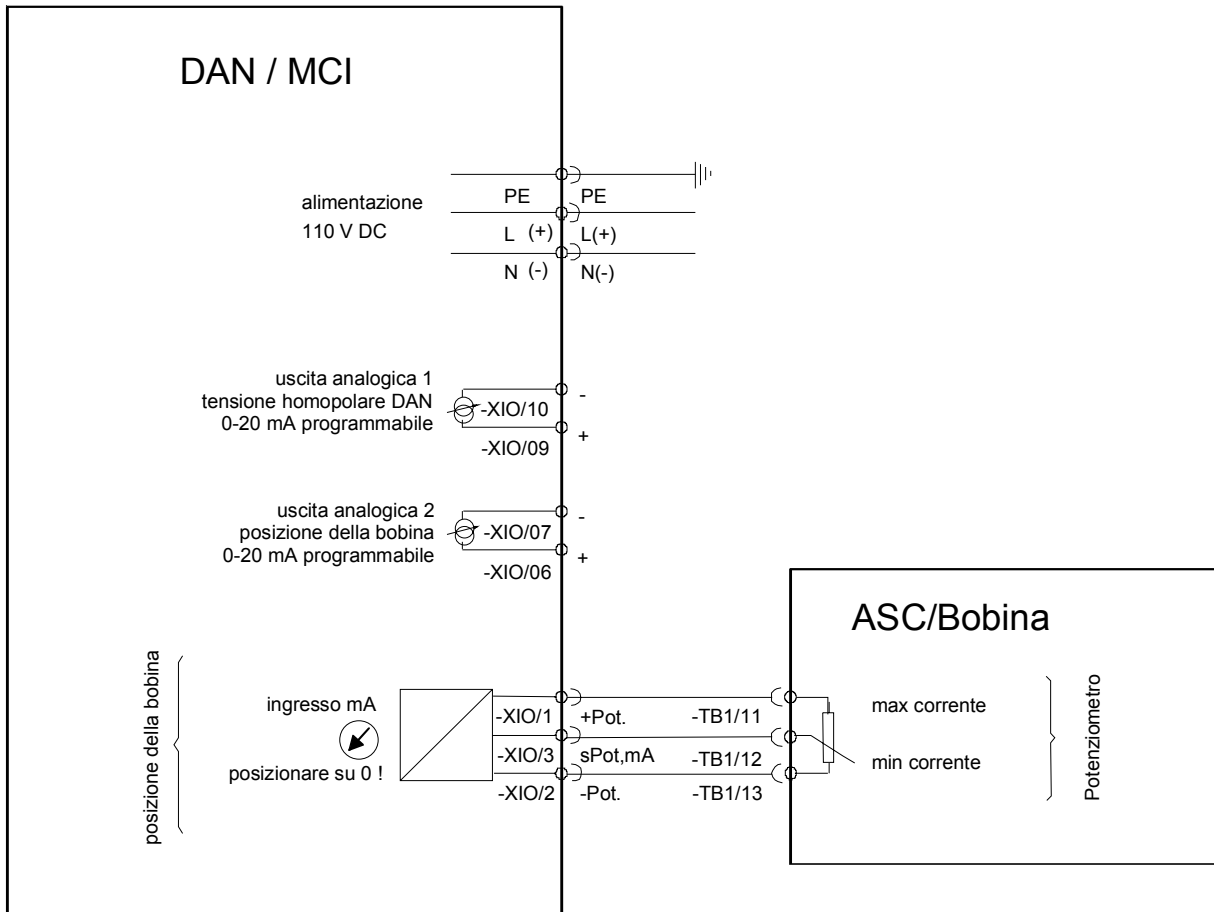 DAN / MCI
alimentazione
110 V DC
PE PE
L (+) L(+)
N (-) N(-)
uscita analogica 1
tensione homopolare DAN
0-20 mA programmabile
-XIO/10 -
-XIO/09 +
uscita analogica 2
posizione della bobina
0-20 mA programmabile
-XIO/07 -
-XIO/06 +
ASC/Bobina
posizione della bobina
ingresso mA
posizionare su 0 !
-XIO/1 +Pot. -TB1/11
-XIO/3 sPot,mA -TB1/12
-XIO/2 -Pot. -TB1/13
max corrente
min corrente
Potenziometro